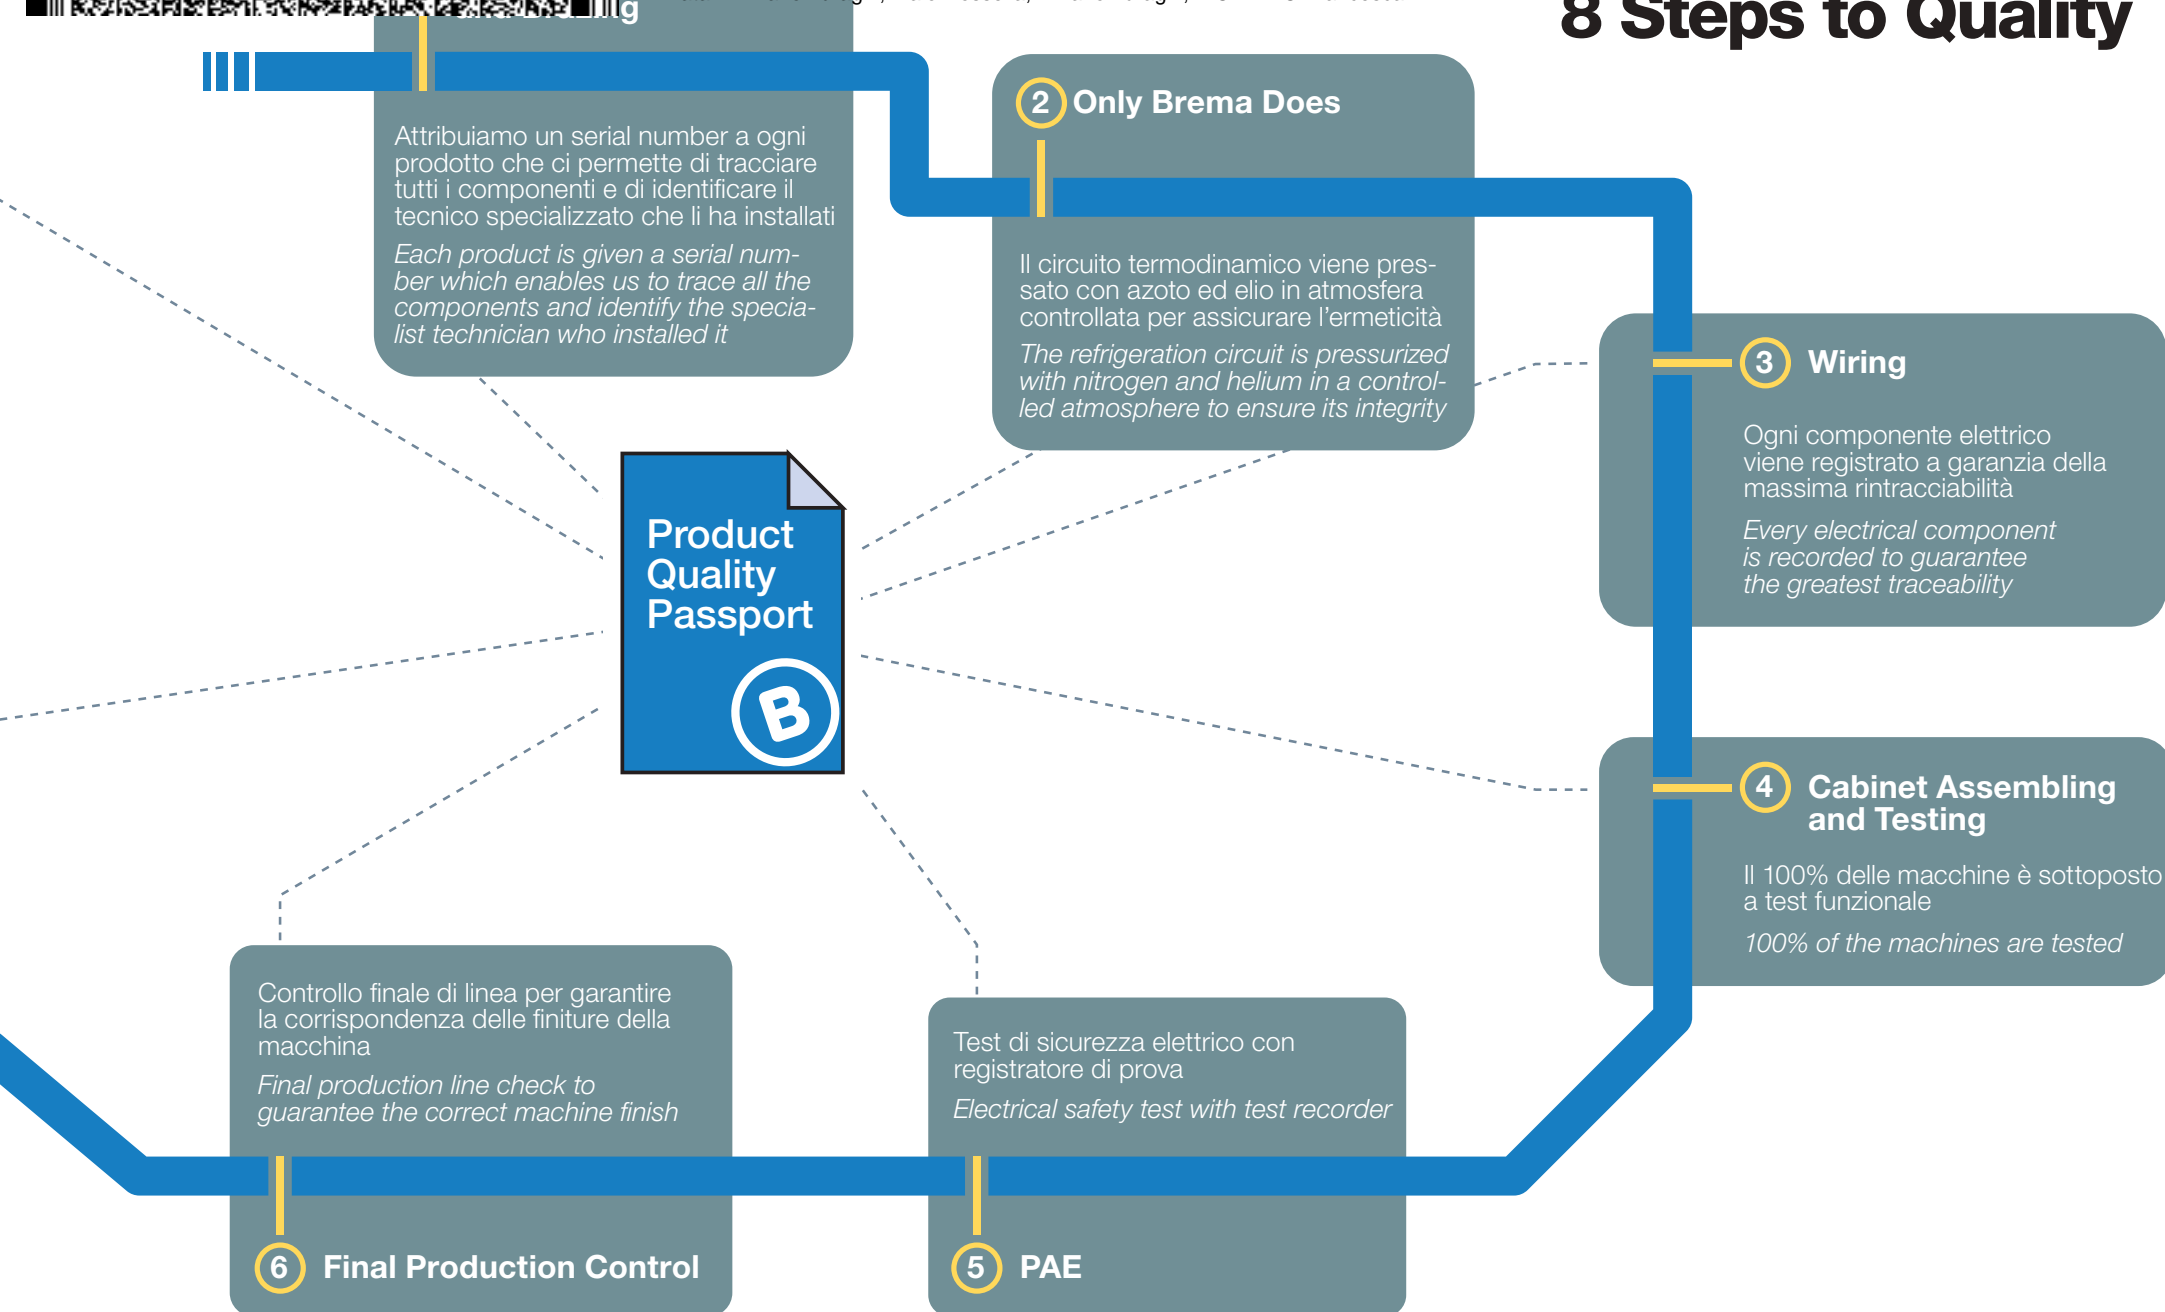 8 Steps to Quality
Attribuiamo un serial number a ogni
prodotto che ci permette di tracciare
tutti i componenti e di identificare il
tecnico specializzato che li ha installati
Each product is given a serial num-
ber which enables us to trace all the
components and identify the specia-
list technician who installed it
2 Only Brema Does
Il circuito termodinamico viene pres-
sato con azoto ed elio in atmosfera
controllata per assicurare l'ermeticità
The refrigeration circuit is pressurized
with nitrogen and helium in a control-
led atmosphere to ensure its integrity
3 Wiring
Ogni componente elettrico
viene registrato a garanzia della
massima rintracciabilità
Every electrical component
is recorded to guarantee
the greatest traceability
Product
Quality
Passport
B
4 Cabinet Assembling
and Testing
Il 100% delle macchine è sottoposto
a test funzionale
100% of the machines are tested
Controllo finale di linea per garantire
la corrispondenza delle finiture della
macchina
Final production line check to
guarantee the correct machine finish
6 Final Production Control
Test di sicurezza elettrico con
registratore di prova
Electrical safety test with test recorder
5 PAE